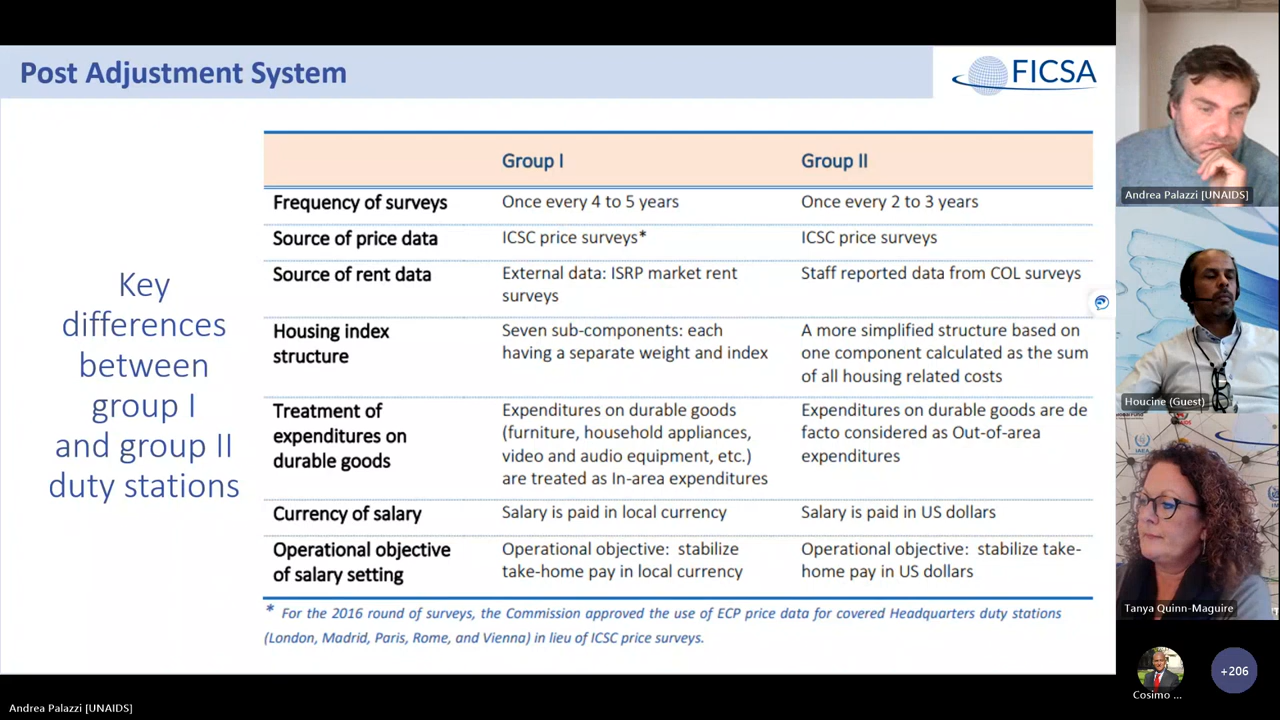 Post Adjustment System
FICSA
Key
differences
between
group I
and group II
duty stations
Group I
Group II
Frequency of surveys
Once every 4 to 5 years
Once every 2 to 3 years
Source of price data
ICSC price surveys*
ICSC price surveys
Source of rent data
External data: ISRP market rent
surveys
Staff reported data from COL surveys
Housing index
structure
Seven sub-components: each
having a separate weight and index
A more simplified structure based on
one component calculated as the sum
of all housing related costs
Treatment of
expenditures on
durable goods
Expenditures on durable goods
(furniture, household appliances,
video and audio equipment, etc.)
are treated as In-area expenditures
Expenditures on durable goods are de
facto considered as Out-of-area
expenditures
Currency of salary
Salary is paid in local currency
Salary is paid in US dollars
Operational objective
of salary setting
Operational objective: stabilize
take-home pay in local currency
Operational objective: stabilize take-
home pay in US dollars
* For the 2016 round of surveys, the Commission approved the use of ECP price data for covered Headquarters duty stations
(London, Madrid, Paris, Rome, and Vienna) in lieu of ICSC price surveys.
Andrea Palazzi [UNAIDS]
Houcine (Guest)
IAEA
Tanya Quinn-Maguire
Cosimo ...
+206
Andrea Palazzi [UNAIDS]